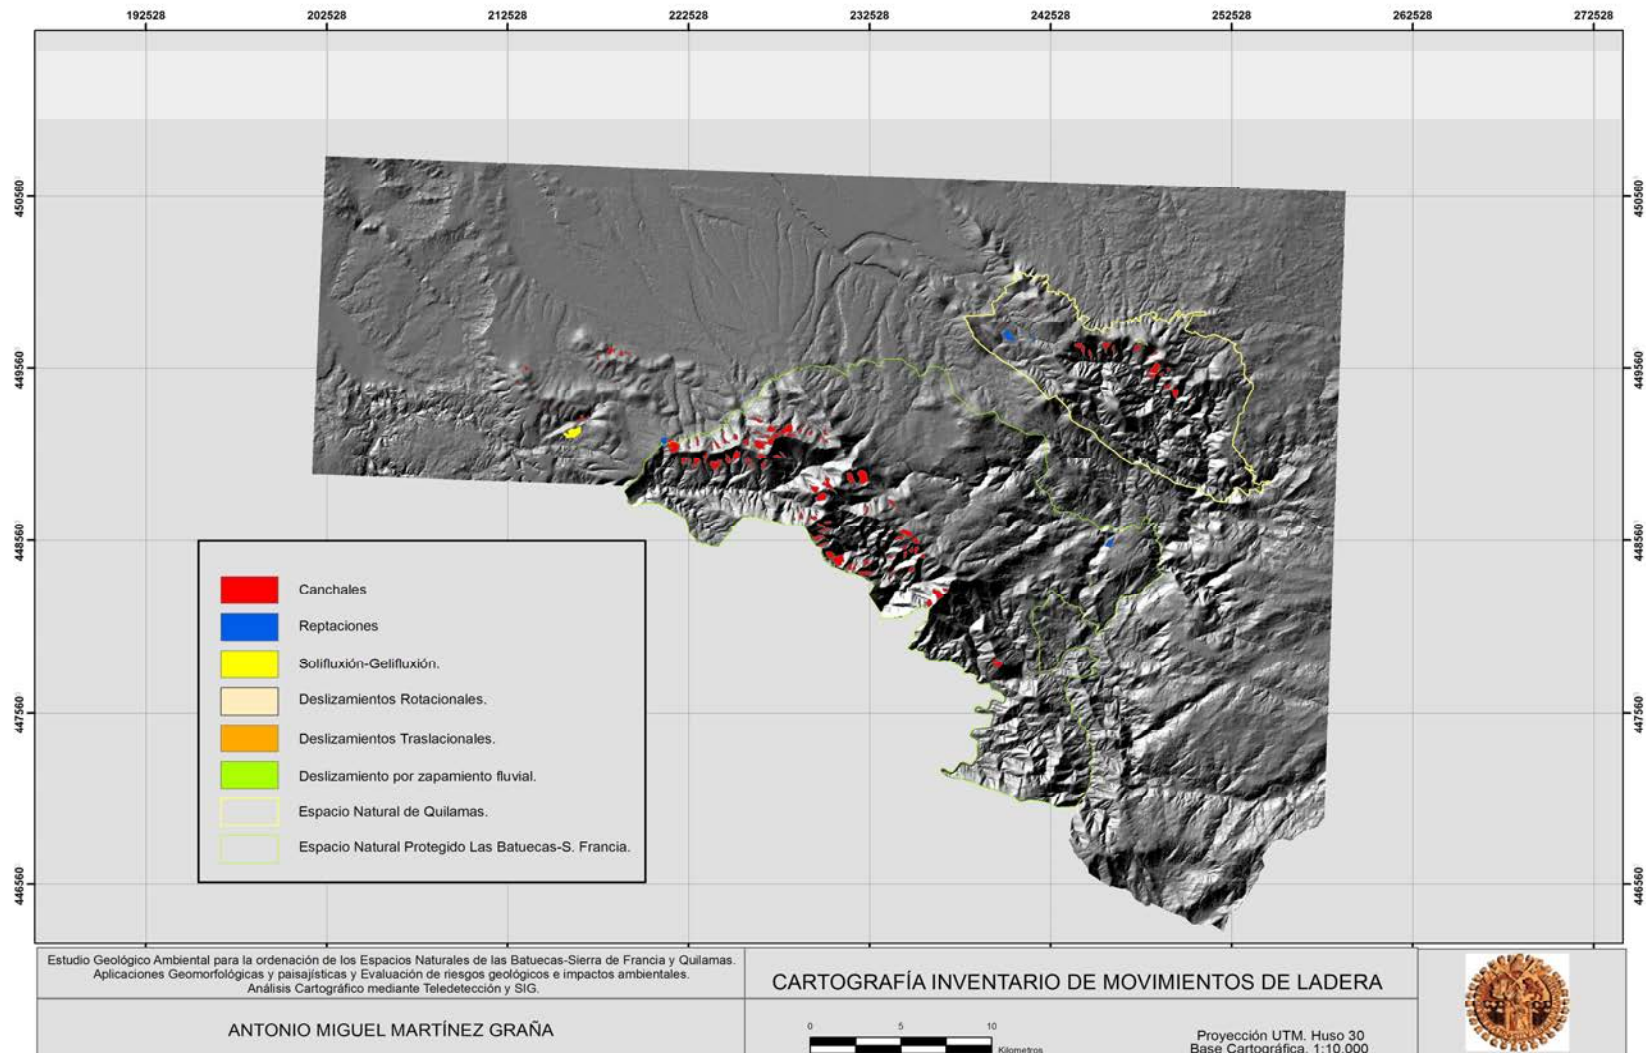 192528 202528 212528 222528 232528 242528 252528 262528 272528
450560 450560
449560 449560
448560 448560
447560 447560
446560 446560
Canchales
Reptaciones
Solifluxión-Gelifluxión.
Deslizamientos Rotacionales.
Deslizamientos Traslacionales.
Deslizamiento por zapamiento fluvial.
Espacio Natural de Quilamas.
Espacio Natural Protegido Las Batuecas-S. Francia.
Estudio Geológico Ambiental para la ordenación de los Espacios Naturales de las Batuecas-Sierra de Francia y Quilamas.
Aplicaciones Geomorfológicas y paisajísticas y Evaluación de riesgos geológicos e impactos ambientales.
Análisis Cartográfico mediante Teledetección y SIG.
ANTONIO MIGUEL MARTÍNEZ GRAÑA
CARTOGRAFÍA INVENTARIO DE MOVIMIENTOS DE LADERA
0 5 10
Kilometros
Proyección UTM. Huso 30
Base Cartográfica. 1:10.000